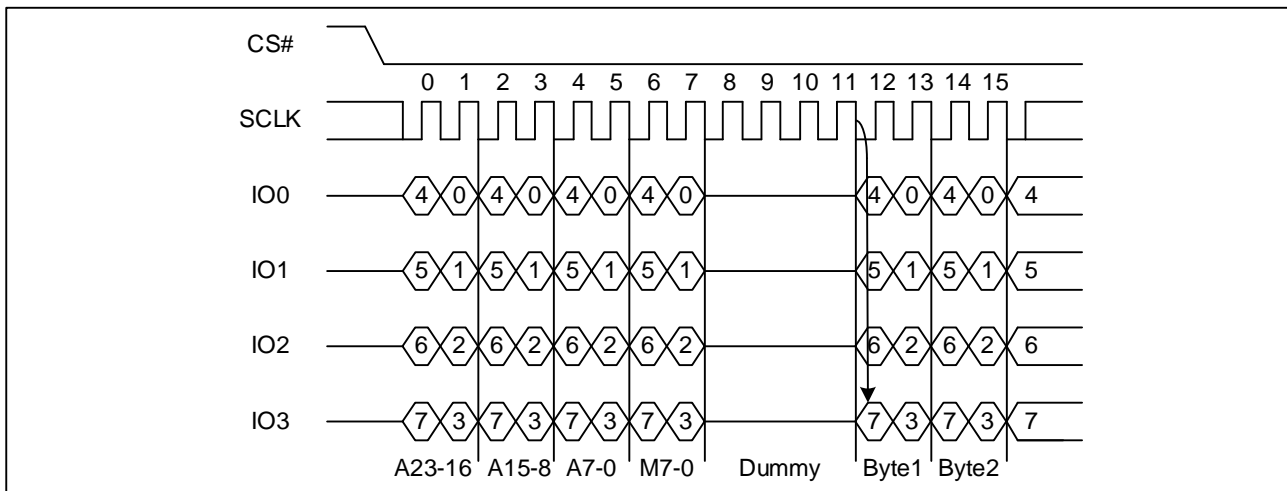 CS#
0 1 2 3 4 5 6 7 8 9 10 11 12 13 14 15
SCLK
IO0 4 0 4 0 4 0 4 0 4 0 4 0 4
IO1 5 1 5 1 5 1 5 1 5 1 5 1 5
IO2 6 2 6 2 6 2 6 2 6 2 6 2 6
IO3 7 3 7 3 7 3 7 3 7 3 7 3 7
A23-16 A15-8 A7-0 M7-0 Dummy Byte1 Byte2